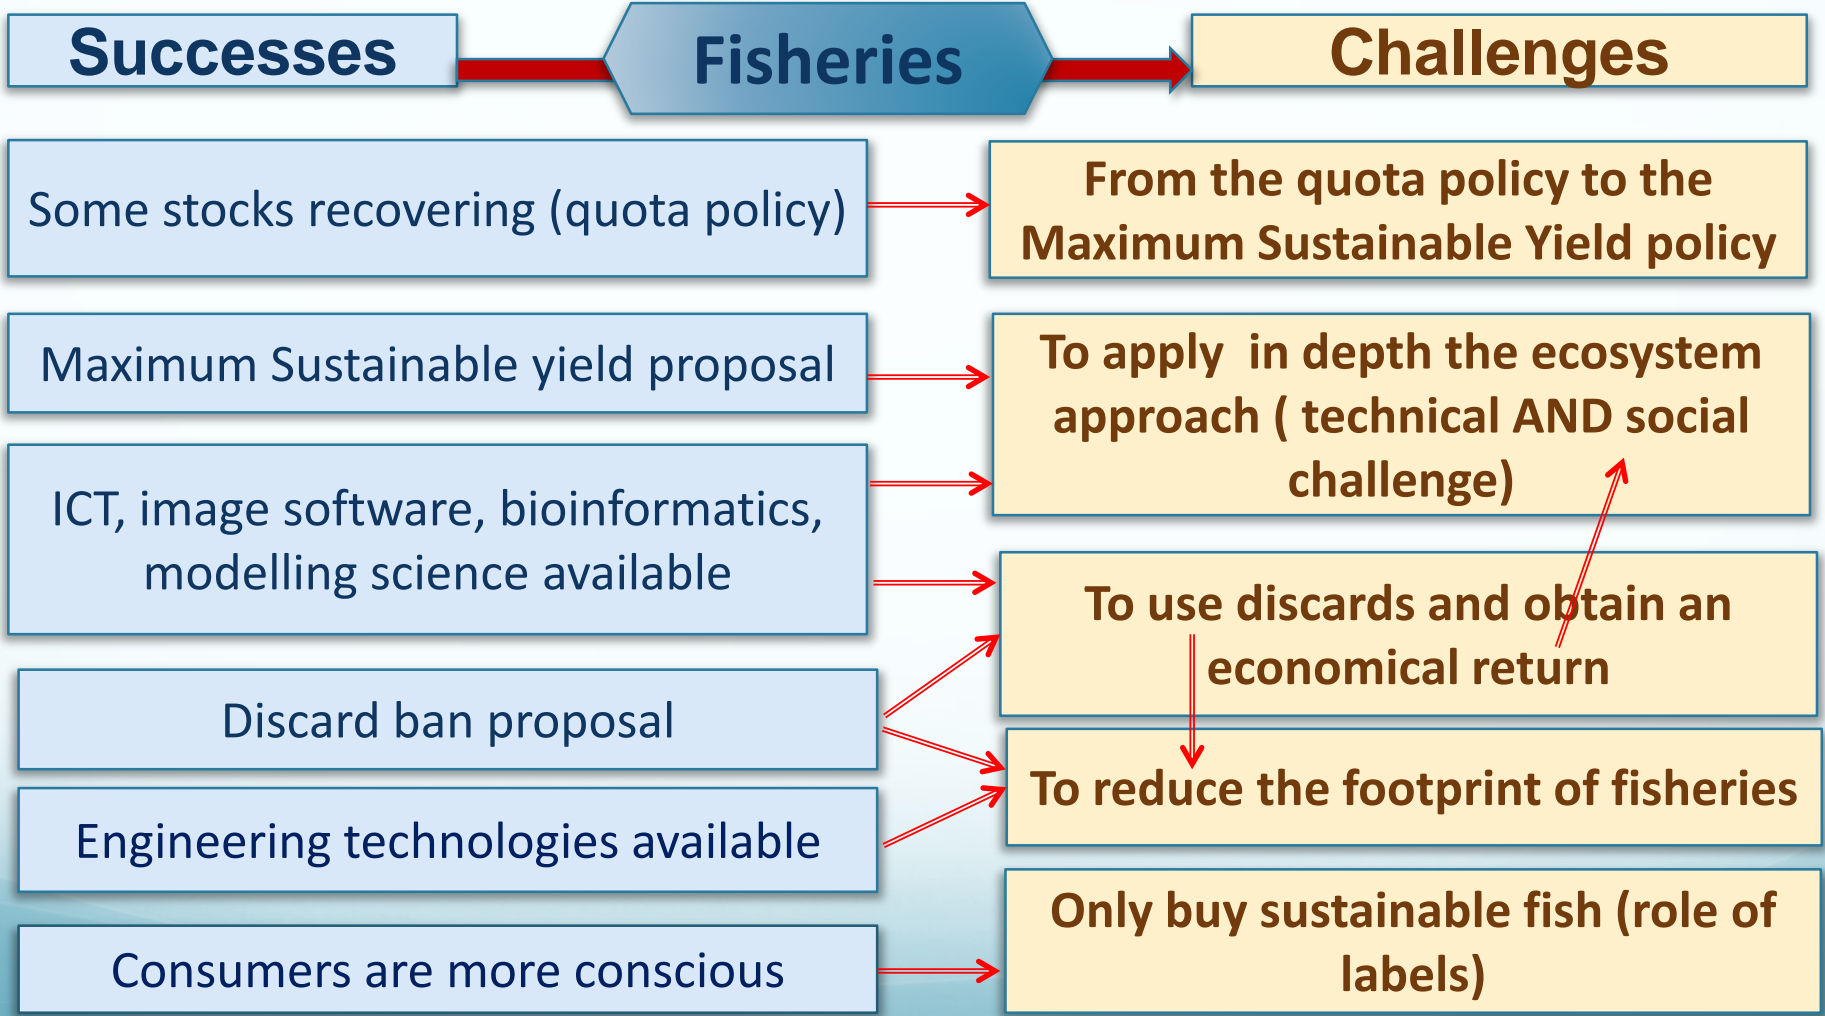 Successes
Fisheries
Challenges
Some stocks recovering (quota policy)
From the quota policy to the
Maximum Sustainable Yield policy
Maximum Sustainable yield proposal
To apply  in depth the ecosystem
approach ( technical AND social
challenge)
ICT, image software, bioinformatics,
modelling science available
To use discards and obtain an
economical return
Discard ban proposal
To reduce the footprint of fisheries
Engineering technologies available
Only buy sustainable fish (role of
labels)
Consumers are more conscious